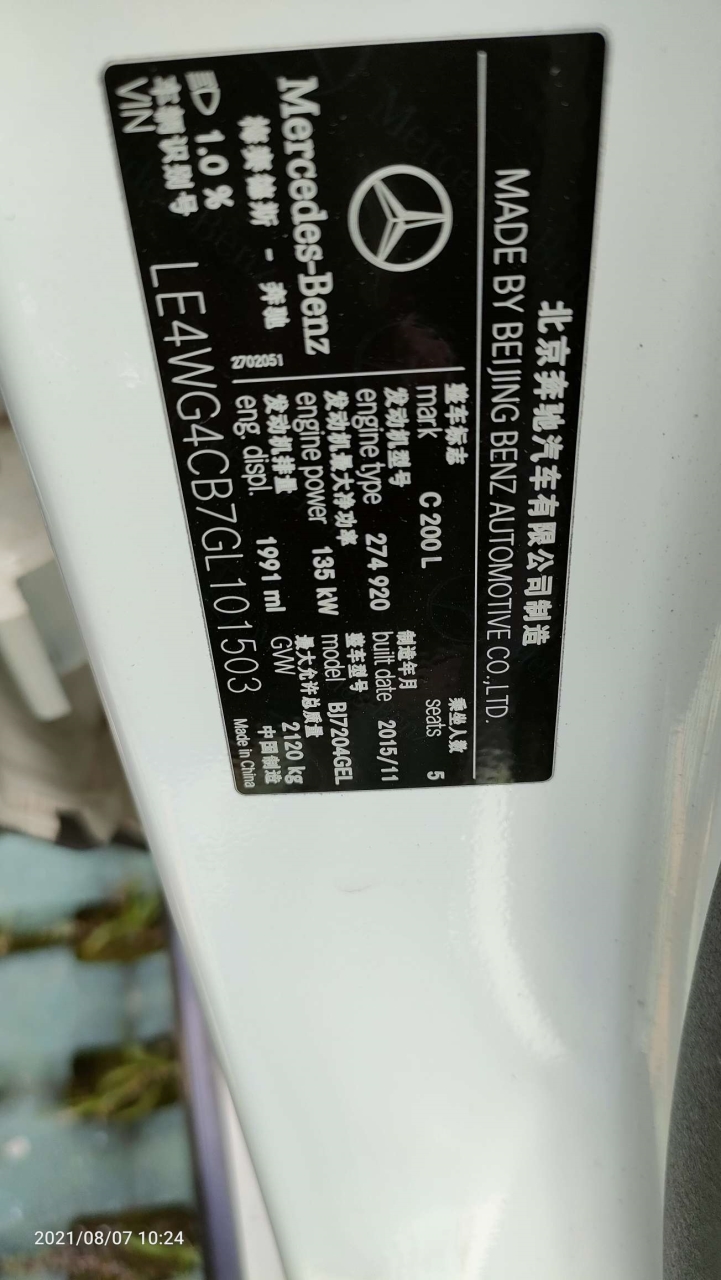 北京奔驰汽车有限公司制造
MADE BY BEIJING BENZ AUTOMOTIVE CO.,LTD.
Mercedes-Benz
梅赛德斯 - 奔驰
1.0 %
2702051
整车标志 乘坐人数
mark C 200 L seats 5
发动机型号 制造年月
engine type 274 920 built date 2015/11
发动机最大净功率 整车型号
engine power 135 kW model BJ7204GEL
发动机排量 最大允许总质量
eng. displ. 1991 ml GVW 2120 kg
车辆识别号 中国制造
VIN LE4WG4CB7GL101503 Made in China
2021/08/07 10:24